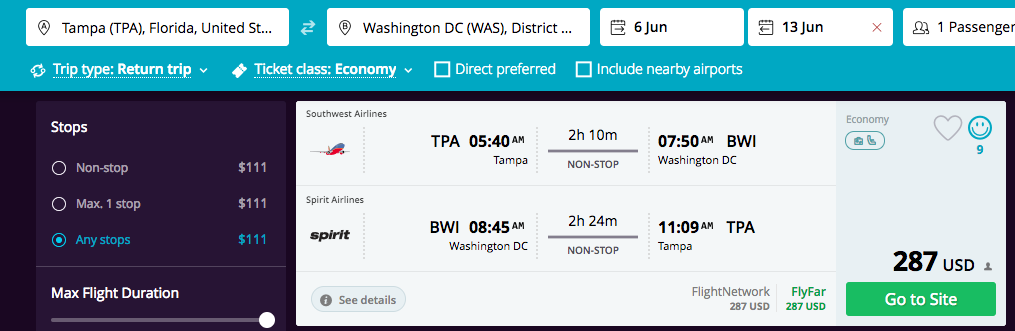 Tampa (TPA), Florida, United St...
Washington DC (WAS), District ...
6 Jun
13 Jun
1 Passenger
Trip type: Return trip
Ticket class: Economy
Direct preferred
Include nearby airports
Stops
Non-stop $111
Max. 1 stop $111
Any stops $111
Max Flight Duration
Southwest Airlines
TPA 05:40 AM 2h 10m 07:50 AM BWI
Tampa NON-STOP Washington DC
Spirit Airlines
spirit BWI 08:45 AM 2h 24m 11:09 AM TPA
Washington DC NON-STOP Tampa
See details
FlightNetwork FlyFar
287 USD 287 USD
Economy
9
287 USD
Go to Site